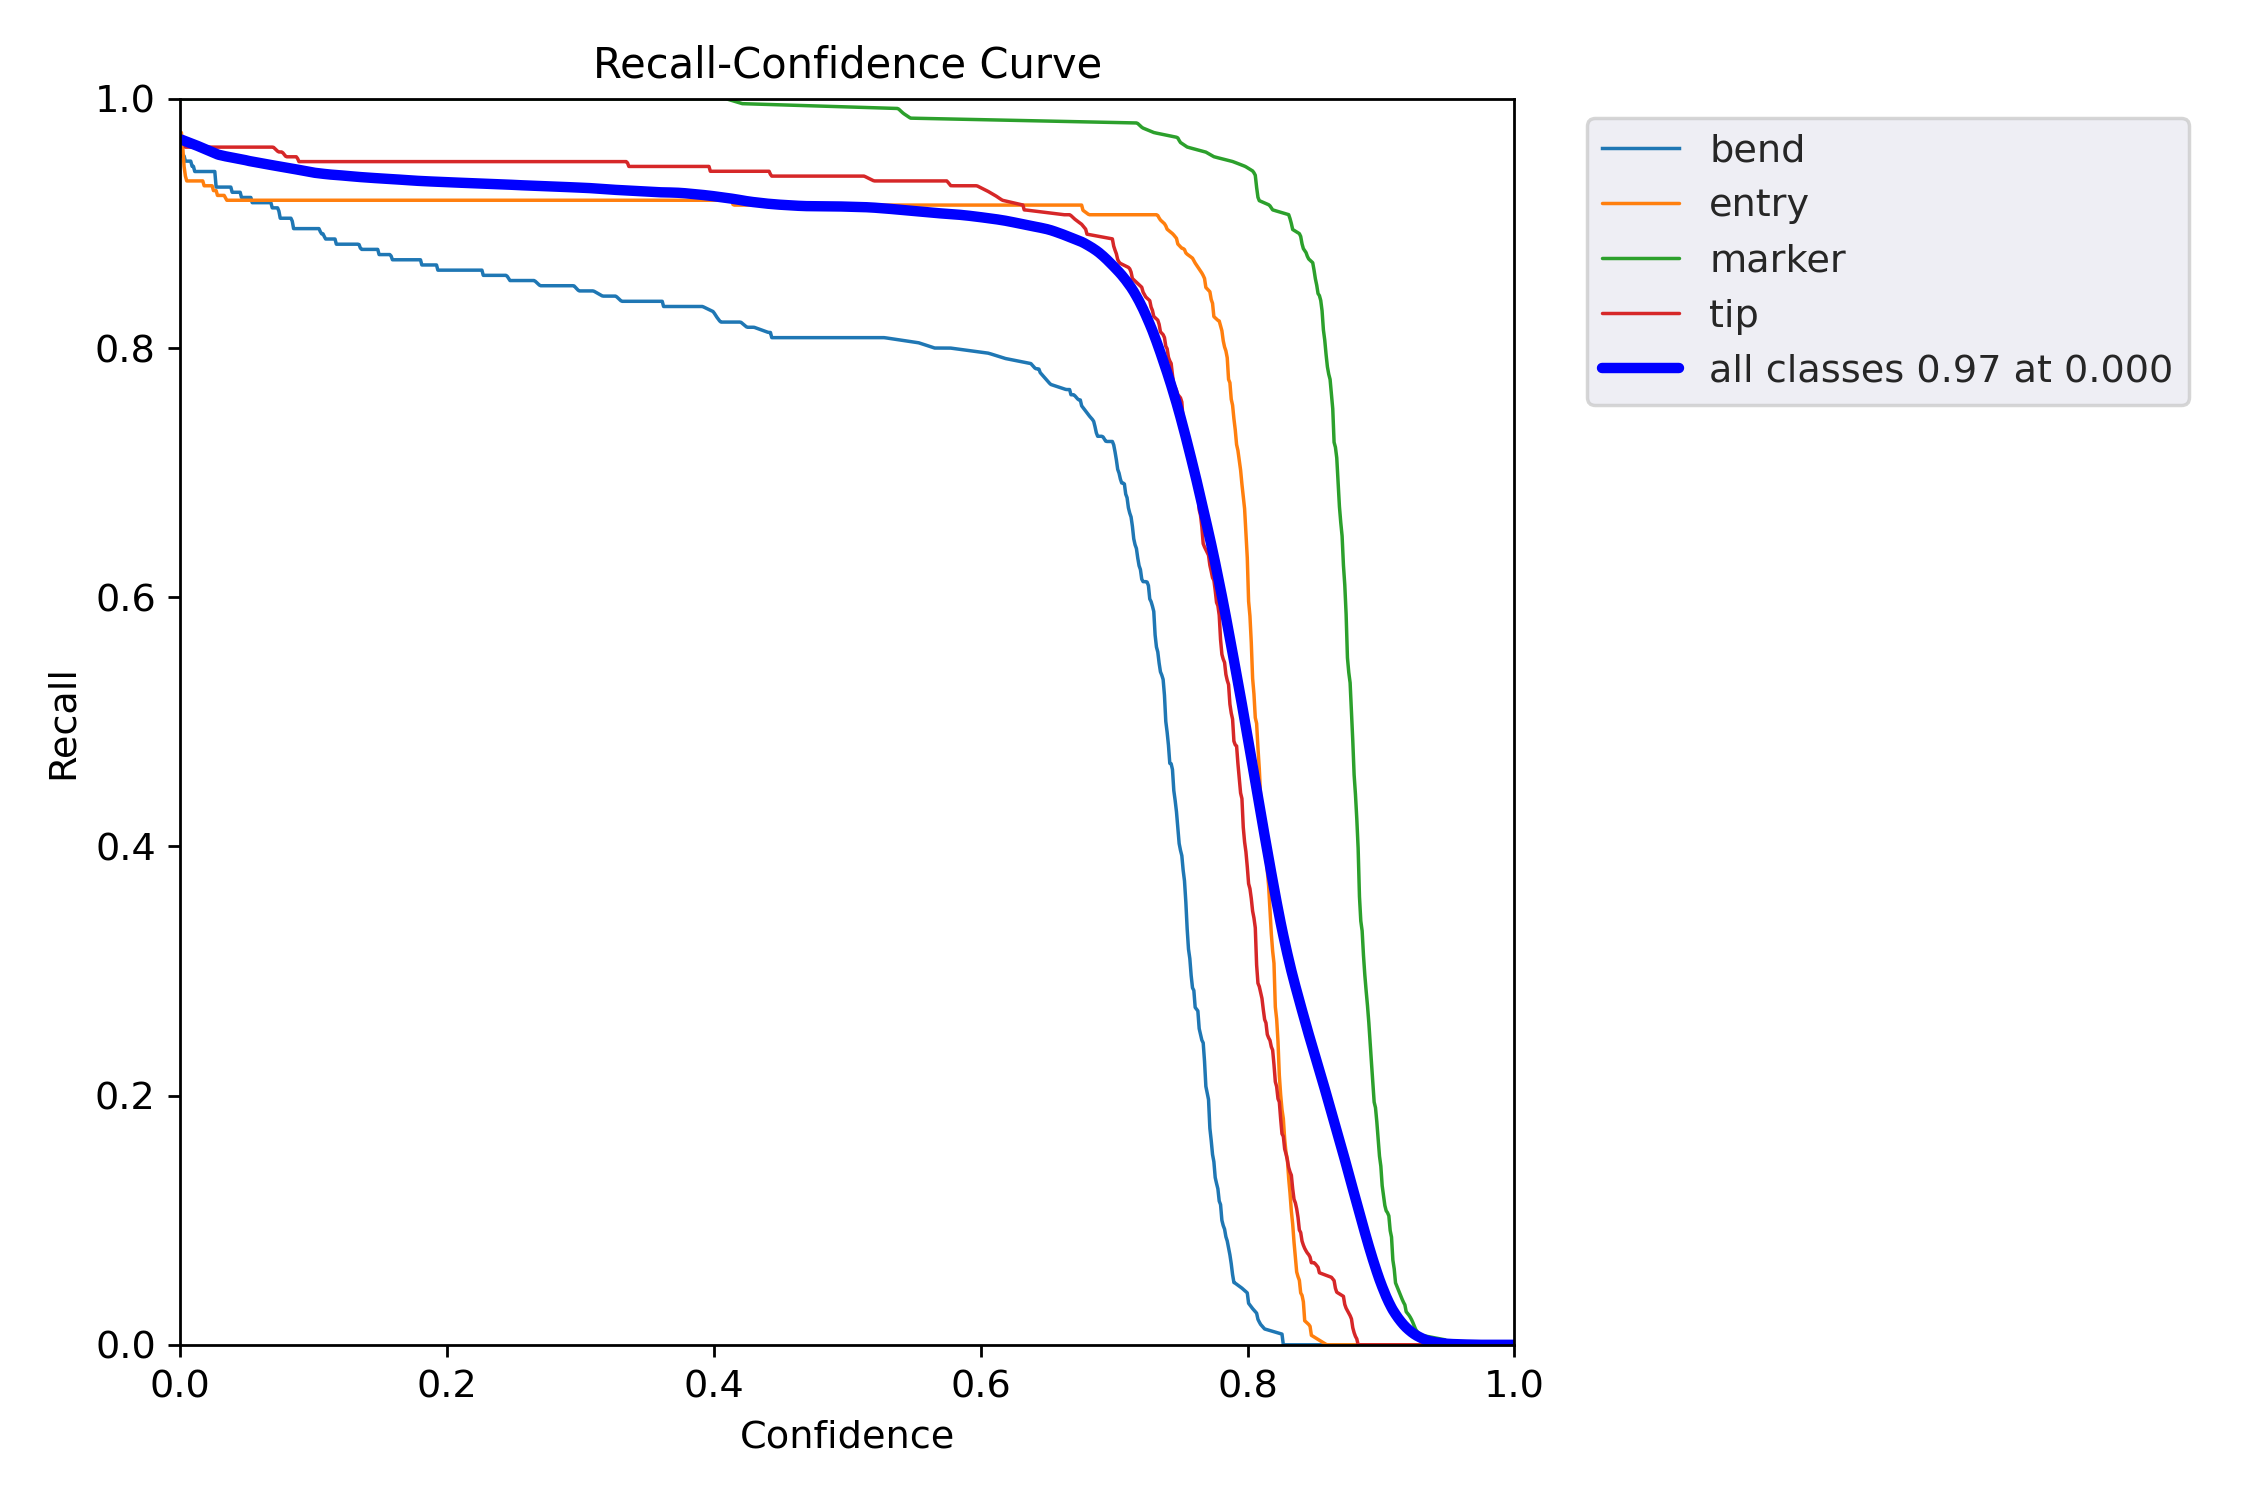 Recall-Confidence Curve
1.0
0.8
0.6
0.4
0.2
0.0
0.0 0.2 0.4 0.6 0.8 1.0
Recall
Confidence
bend
entry
marker
tip
all classes 0.97 at 0.000